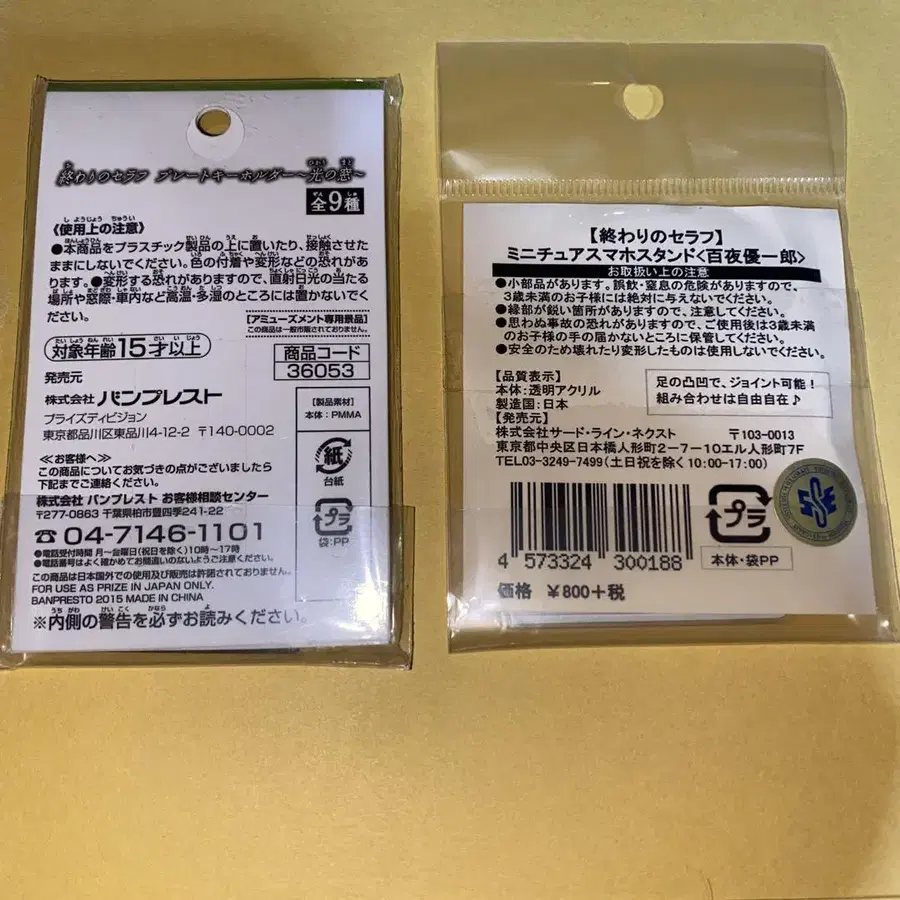 終わりのセラフ プレートキーホルダー～光の窓～
全9種
《使用上の注意》
●本商品をプラスチック製品の上に置いたり、接触させた
ままにしないでください。色の付着や変形などの恐れがあ
ります。●変形する恐れがありますので、直射日光の当たる
場所や窓際・車内など高温・多湿のところには置かないでく
ださい。
【アミューズメント専用景品】
この商品は一般市販されておりません。
対象年齢15才以上
商品コード
36053
発売元
株式会社 バンプレスト
プライズディビジョン
東京都品川区東品川4-12-2 〒140-0002
【製品素材】
本体：PMMA
≪お客様へ≫
この商品についてお気づきの点がございましたら
下記までご連絡ください。
株式会社 バンプレスト お客様相談センター
〒277-0863 千葉県柏市豊四季241-22
☎ 04-7146-1101
●電話受付時間 月～金曜日(祝日を除く)10時～17時
●電話番号はよく確かめてお間違いのないようご注意ください。
紙
台紙
プラ
袋：PP
この商品は日本国外での使用及び販売は許諾されておりません。
FOR USE AS PRIZE IN JAPAN ONLY.
BANPRESTO 2015 MADE IN CHINA
※内側の警告を必ずお読みください。
【終わりのセラフ】
ミニチュアスマホスタンド<百夜優一郎>
お取扱い上の注意
●小部品があります。誤飲・窒息の危険がありますので、
3歳未満のお子様には絶対に与えないでください。
●縁部が鋭い箇所がありますので、注意してください。
●思わぬ事故の恐れがありますので、ご使用後は3歳未満
のお子様の手の届かないところに保管してください。
●安全のため壊れたり変形したものは使用しないでください。
【品質表示】
本体：透明アクリル
製造国：日本
足の凸凹で、ジョイント可能！
組み合わせは自由自在♪
【発売元】
株式会社サード・ライン・ネクスト 〒103-0013
東京都中央区日本橋人形町2-7-10エル人形町7F
TEL03-3249-7499(土日祝を除く10:00-17:00)
4 573324 300188
プラ
本体・袋PP
価格 ¥800+税